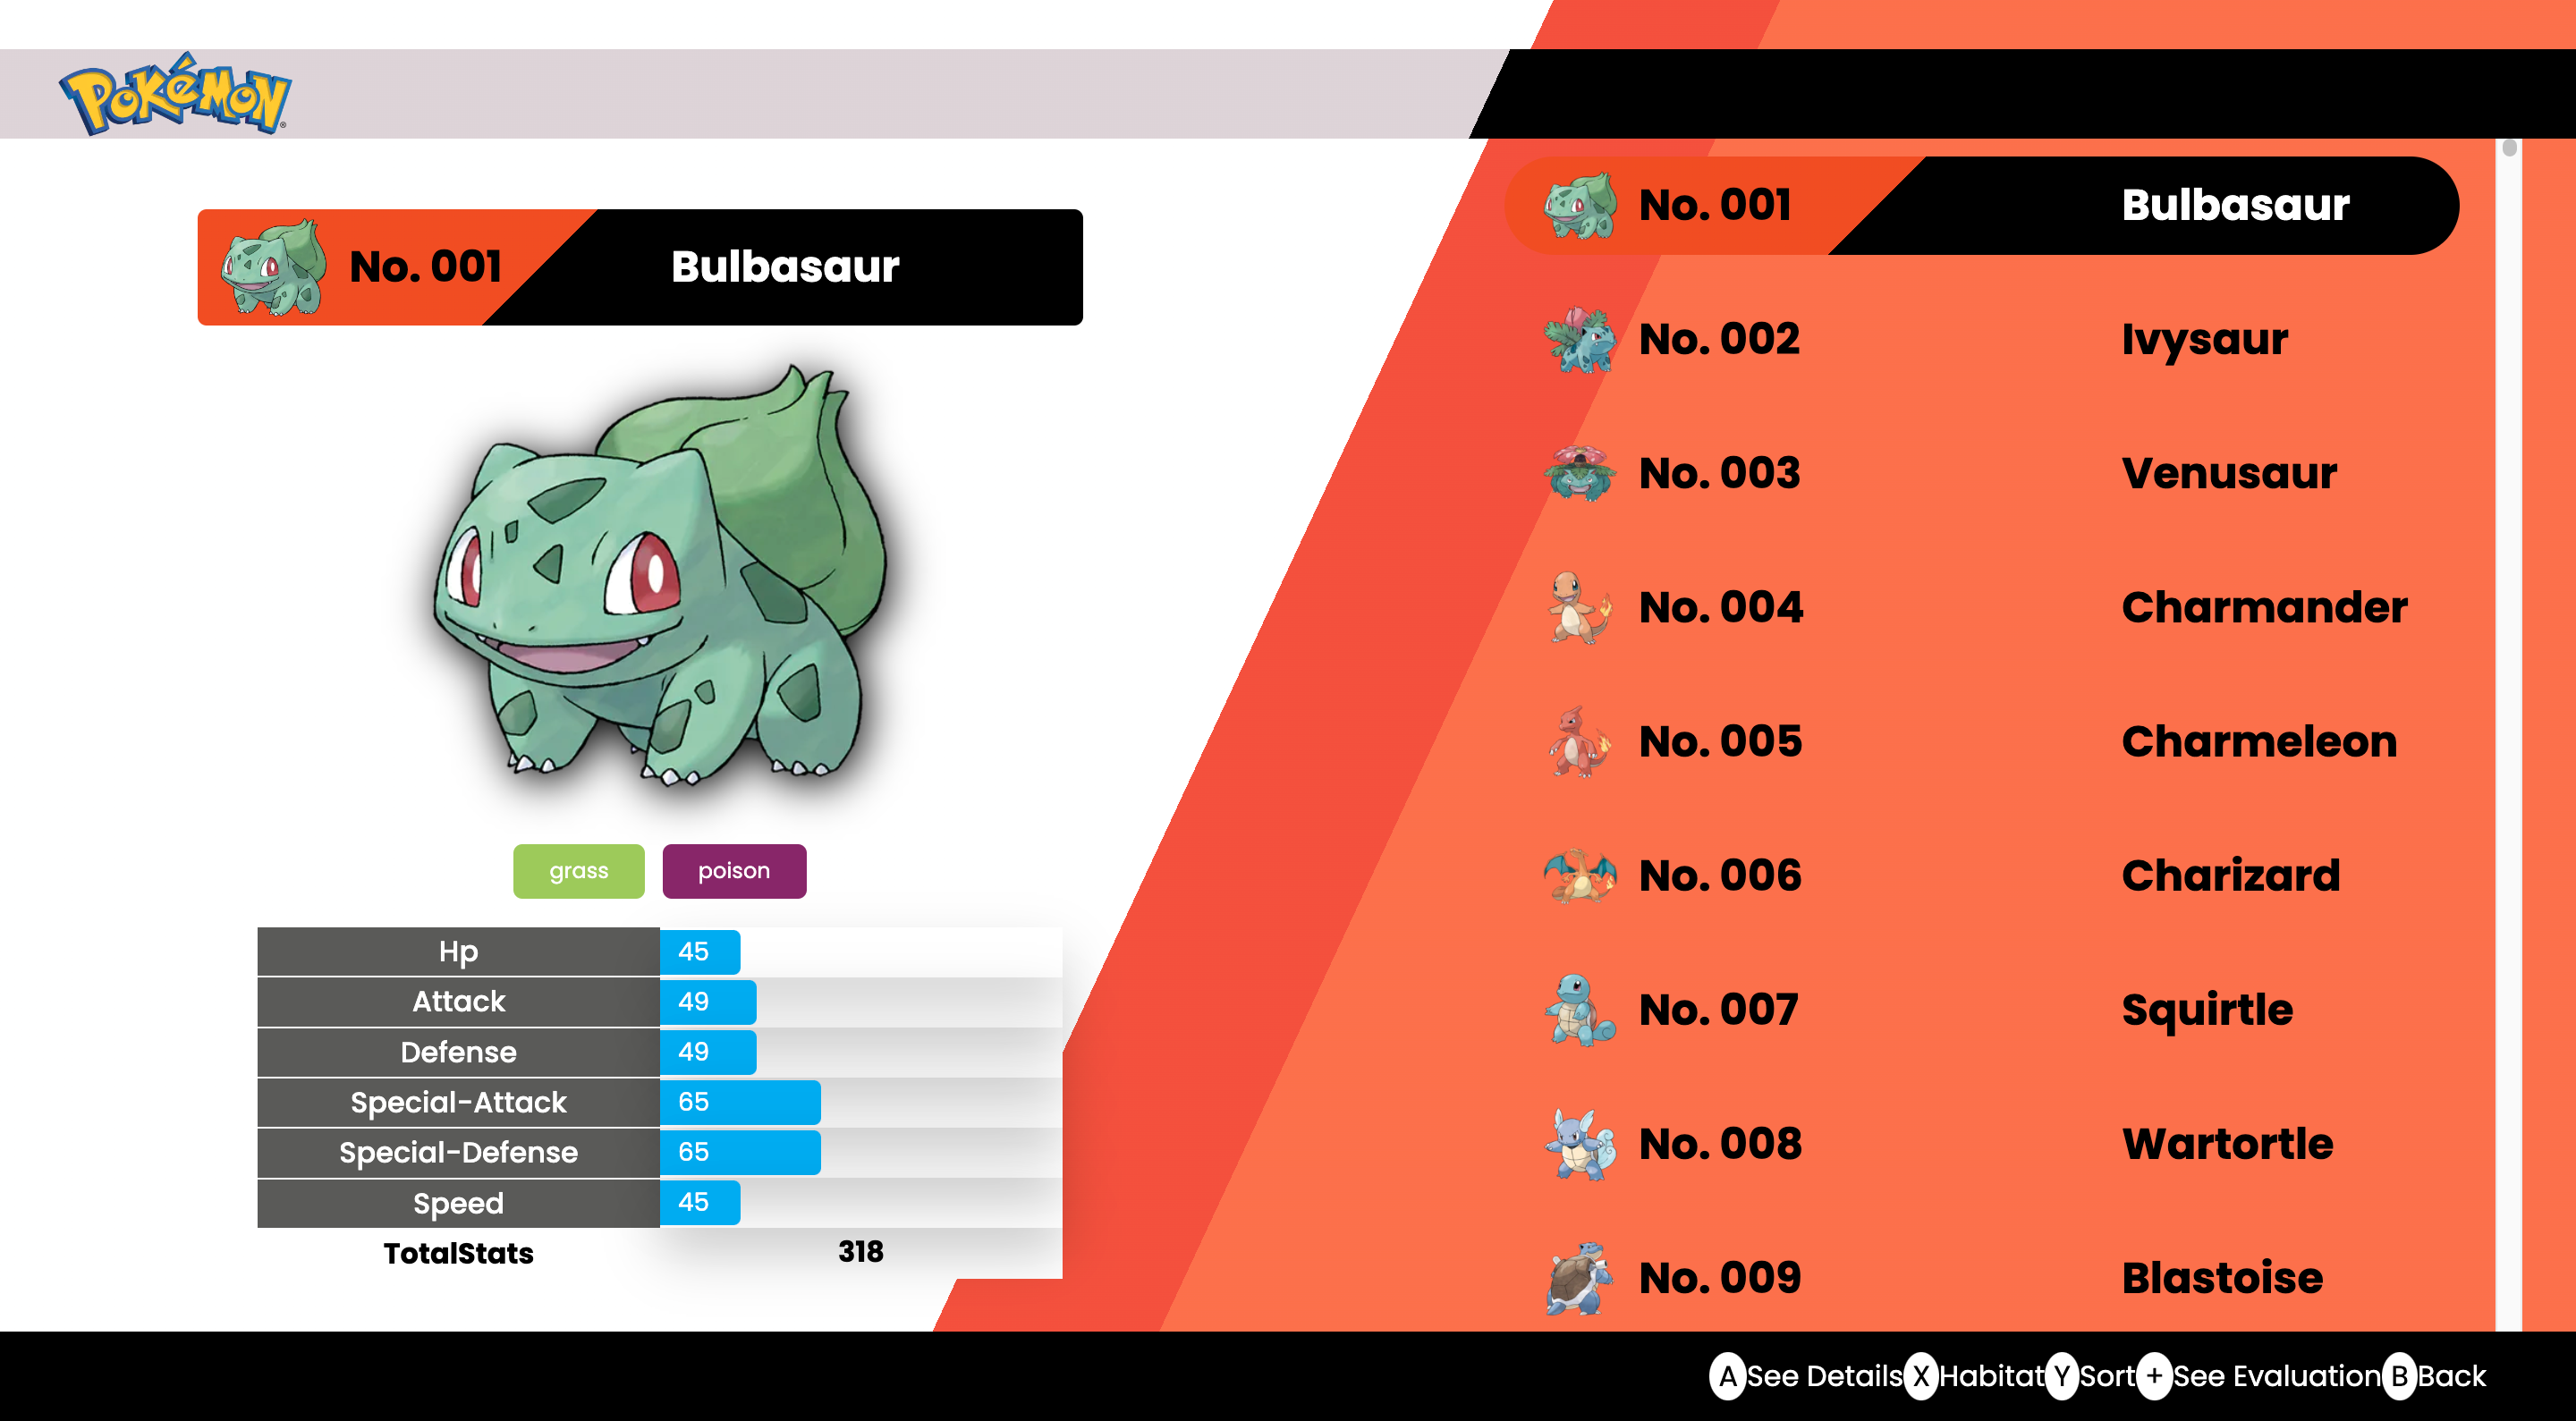 Pokémon
No. 001 Bulbasaur
grass poison
Hp 45
Attack 49
Defense 49
Special-Attack 65
Special-Defense 65
Speed 45
TotalStats 318
No. 001 Bulbasaur
No. 002 Ivysaur
No. 003 Venusaur
No. 004 Charmander
No. 005 Charmeleon
No. 006 Charizard
No. 007 Squirtle
No. 008 Wartortle
No. 009 Blastoise
A See Details X Habitat Y Sort + See Evaluation B Back